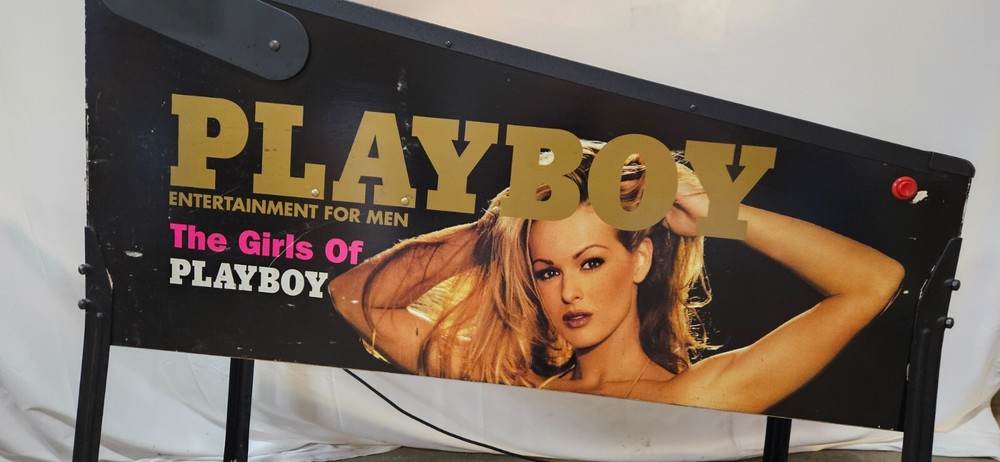 PLAYBOY
ENTERTAINMENT FOR MEN
The Girls Of
PLAYBOY